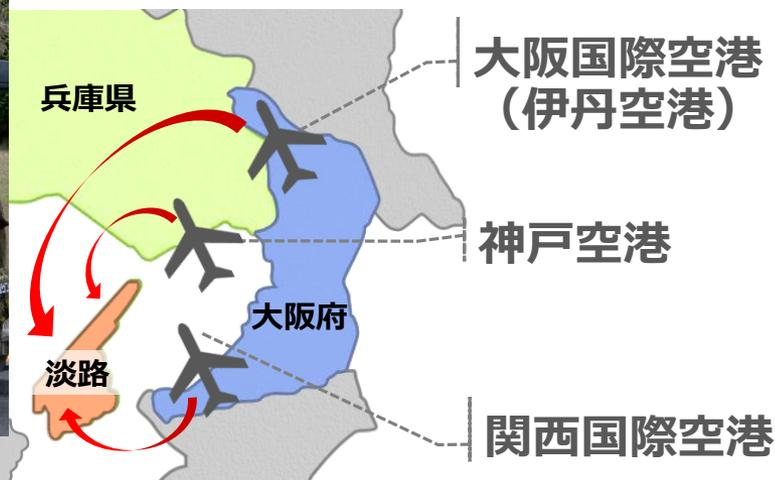 大阪国際空港
（伊丹空港）
兵庫県
神戸空港
大阪府
淡路
関西国際空港